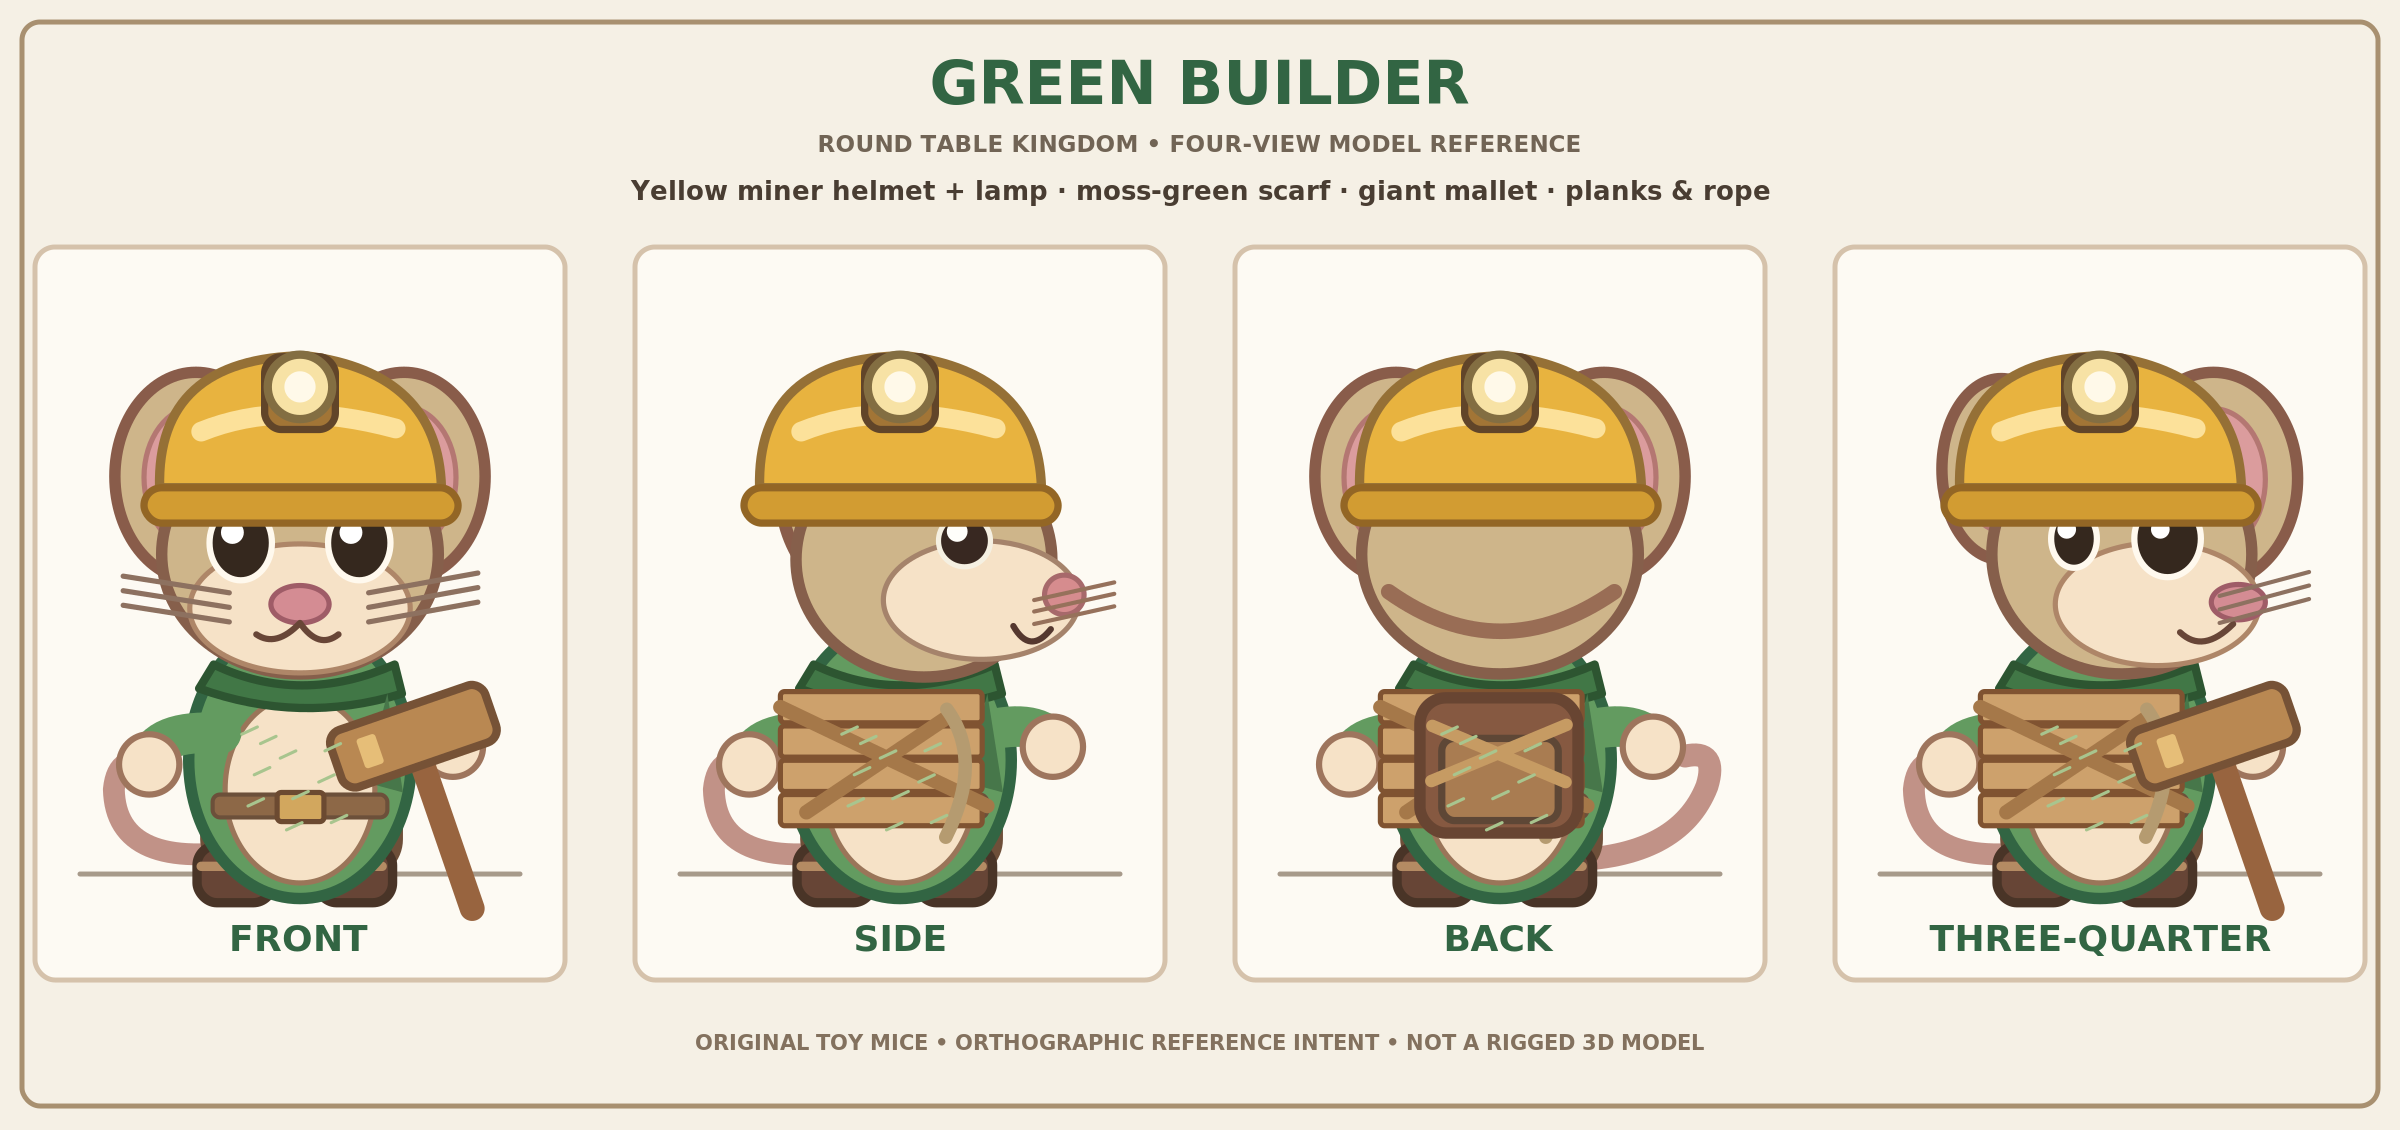 GREEN BUILDER
ROUND TABLE KINGDOM • FOUR-VIEW MODEL REFERENCE
Yellow miner helmet + lamp · moss-green scarf · giant mallet · planks & rope
FRONT
SIDE
BACK
THREE-QUARTER
ORIGINAL TOY MICE • ORTHOGRAPHIC REFERENCE INTENT • NOT A RIGGED 3D MODEL